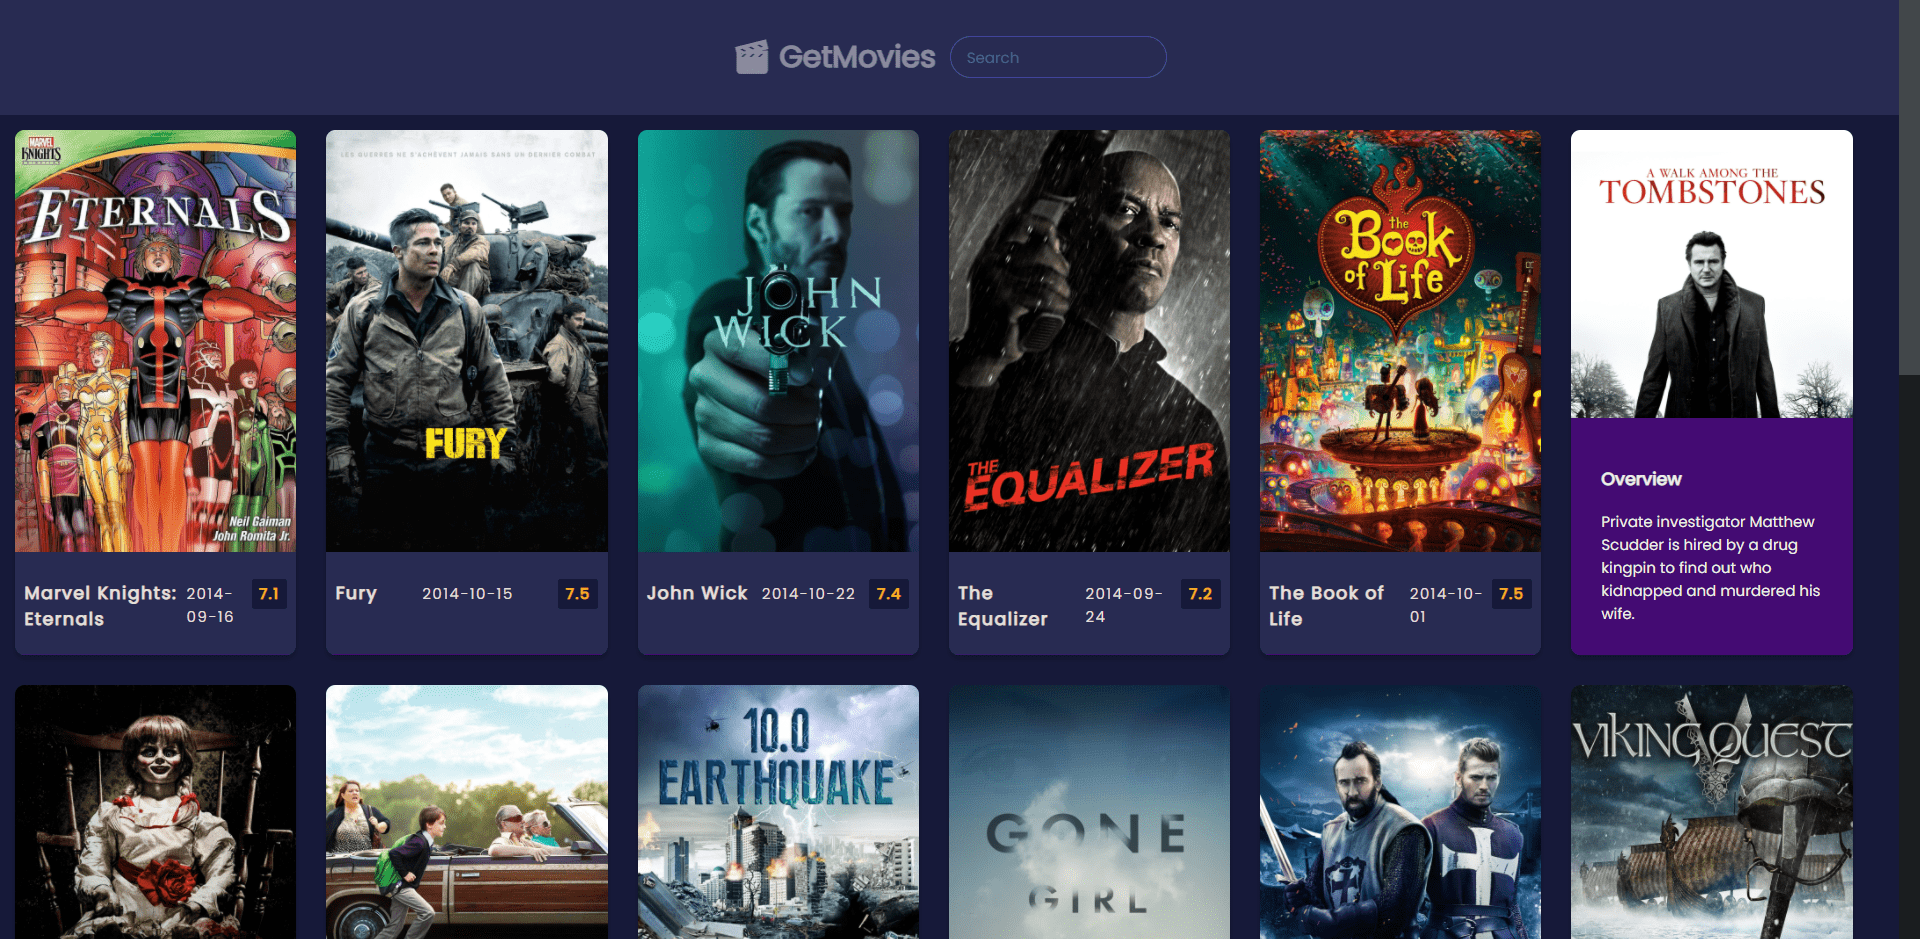 GetMovies
Search
MARVEL
KNIGHTS
ETERNALS
Neil Gaiman
John Romita Jr.
LES GUERRES NE S'ACHÈVENT JAMAIS SANS UN DERNIER COMBAT
FURY
JOHN
WICK
THE
EQUALIZER
the
Book
of Life
A WALK AMONG THE
TOMBSTONES
Overview
Private investigator Matthew
Scudder is hired by a drug
kingpin to find out who
kidnapped and murdered his
wife.
Marvel Knights:
Eternals
2014-
09-16
7.1
Fury
2014-10-15
7.5
John Wick
2014-10-22
7.4
The
Equalizer
2014-09-
24
7.2
The Book of
Life
2014-10-
01
7.5
10.0
EARTHQUAKE
GONE
GIRL
VIKINGQUEST